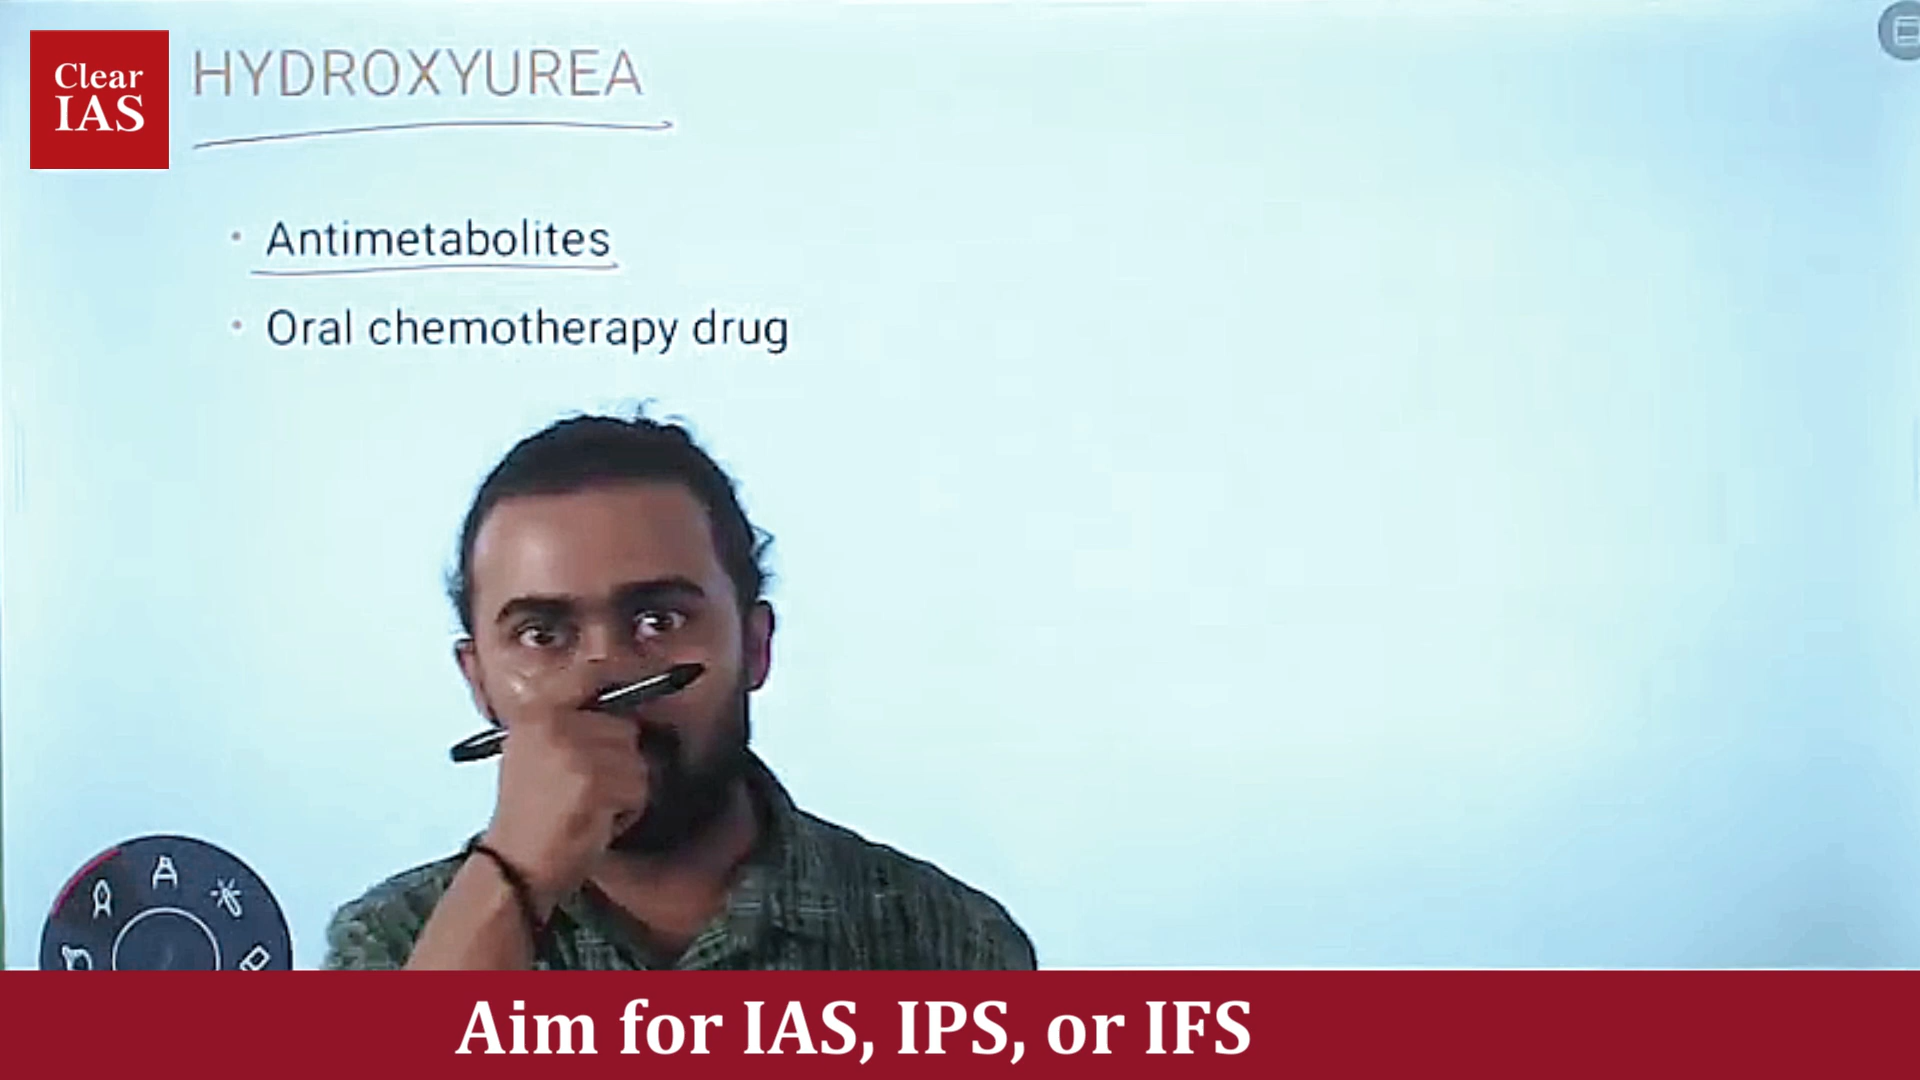 Clear
IAS
HYDROXYUREA
· Antimetabolites
· Oral chemotherapy drug
Aim for IAS, IPS, or IFS